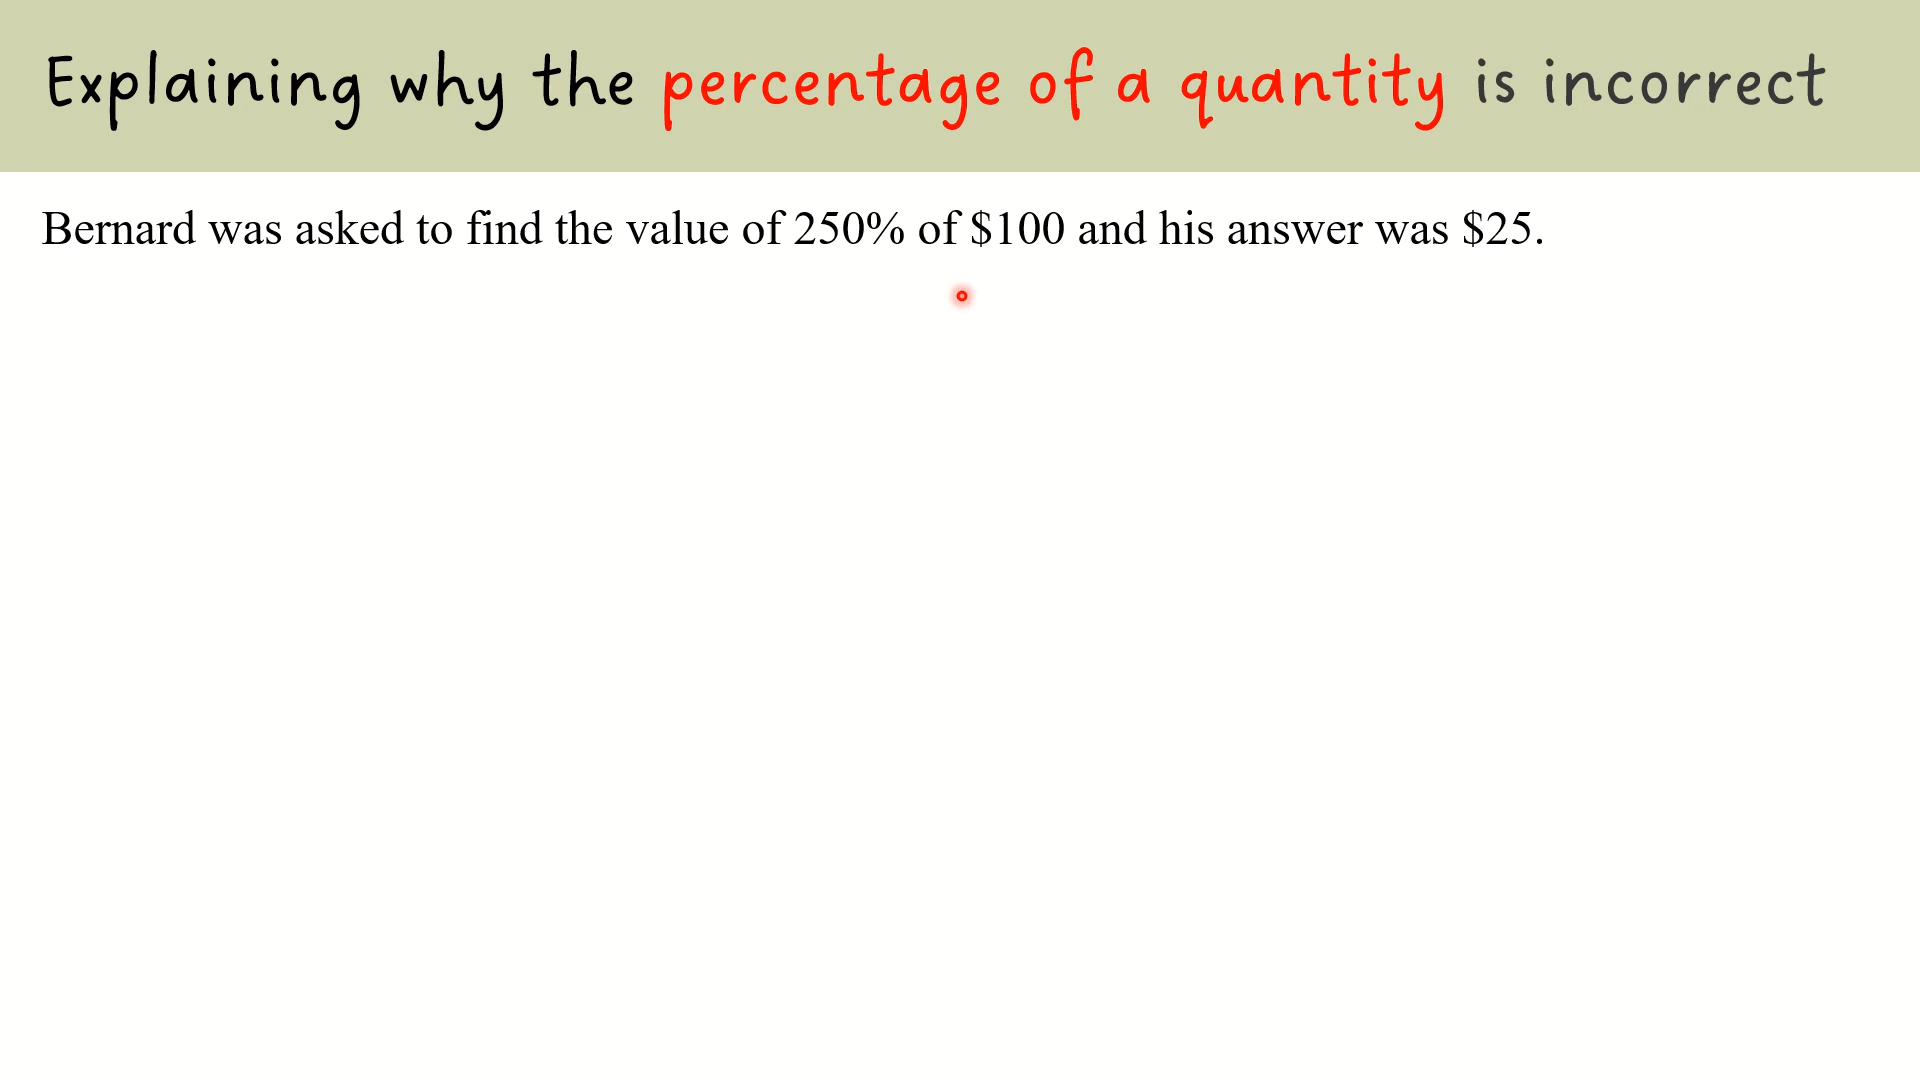 Explaining why the percentage of a quantity is incorrect
Bernard was asked to find the value of 250% of $100 and his answer was $25.